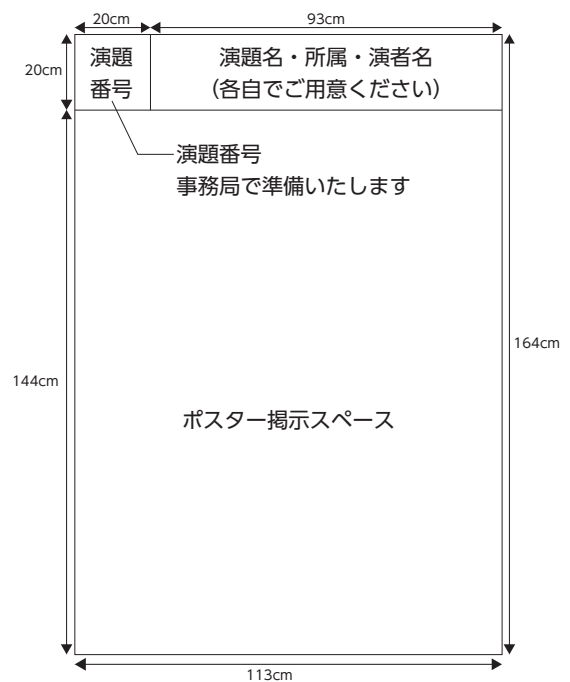 20cm
93cm
20cm
演題
番号
演題名・所属・演者名
（各自でご用意ください）
演題番号
事務局で準備いたします
164cm
144cm
ポスター掲示スペース
113cm